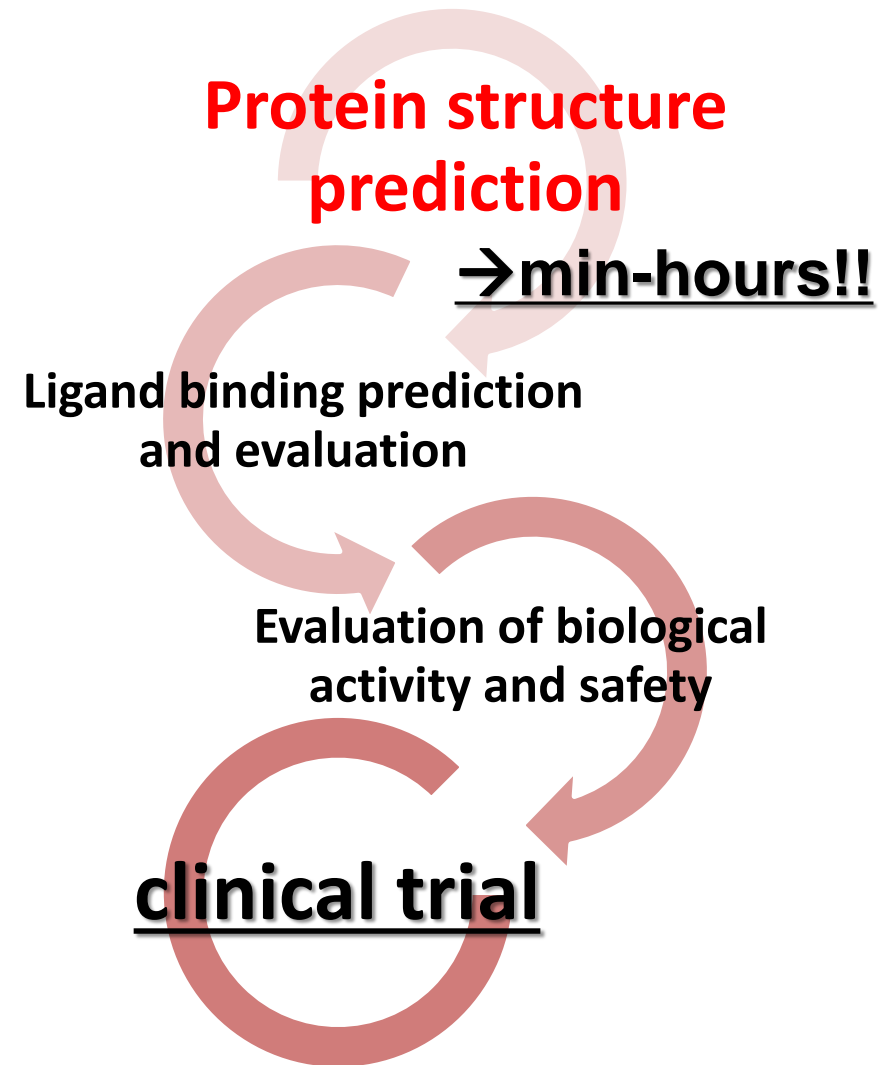 Protein structure
prediction
→min-hours!!
Ligand binding prediction
and evaluation
Evaluation of biological
activity and safety
clinical trial